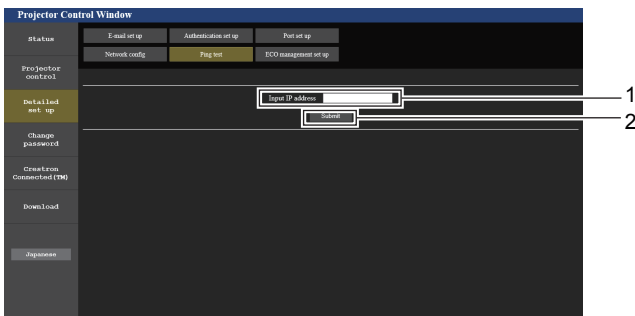 Projector Control Window
Status
E-mail set up
Authentication set up
Port set up
Network config
Ping test
ECO management set up
Projector
control
Detailed
set up
Input IP address
1
Submit
2
Change
password
Crestron
Connected(TM)
Download
Japanese